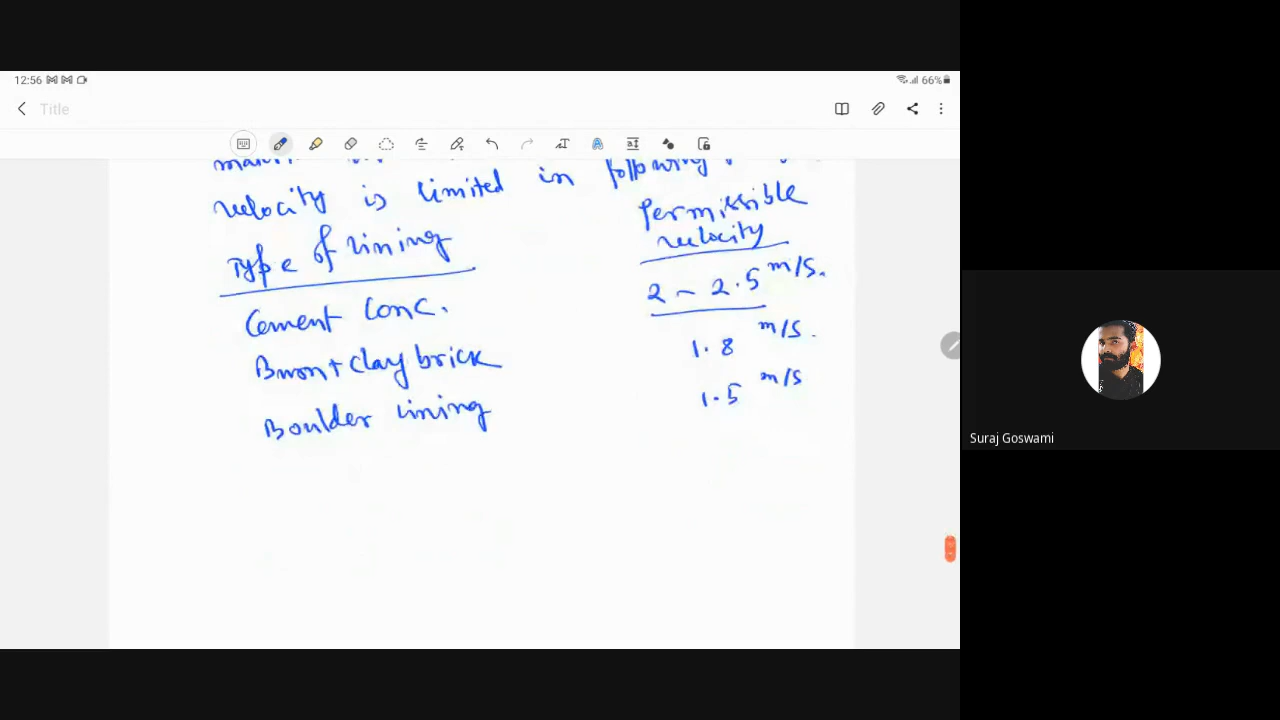 12:56
66%
Title
velocity is limited in following
Type of lining
Permissible
velocity
Cement Conc.
2 - 2.5 m/s.
Burnt clay brick
1.8 m/s.
Boulder lining
1.5 m/s
Suraj Goswami